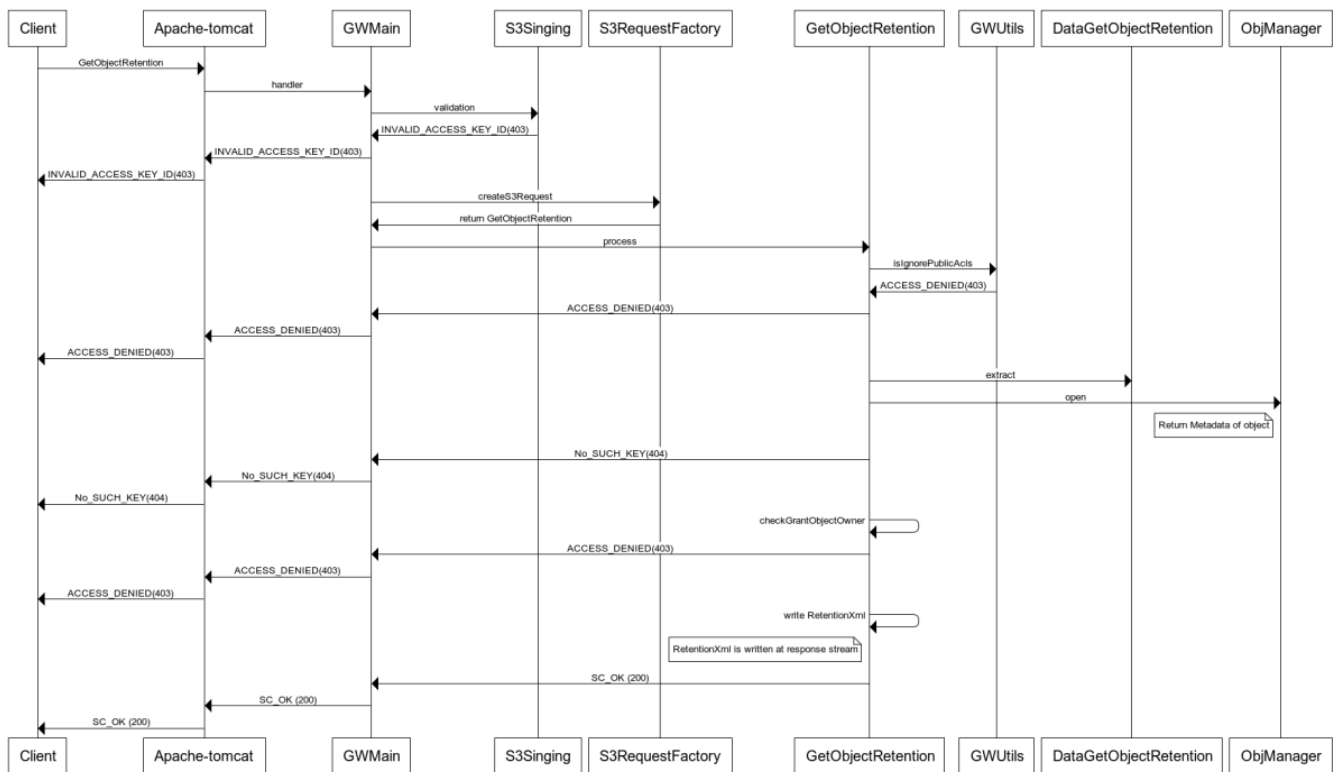 Client Apache-tomcat GWMain S3Singing S3RequestFactory GetObjectRetention GWUtils DataGetObjectRetention ObjManager
GetObjectRetention
handler
validation
INVALID_ACCESS_KEY_ID(403)
INVALID_ACCESS_KEY_ID(403)
INVALID_ACCESS_KEY_ID(403)
createS3Request
return GetObjectRetention
process
isIgnorePublicAcls
ACCESS_DENIED(403)
ACCESS_DENIED(403)
ACCESS_DENIED(403)
ACCESS_DENIED(403)
extract
open
Return Metadata of object
No_SUCH_KEY(404)
No_SUCH_KEY(404)
No_SUCH_KEY(404)
checkGrantObjectOwner
ACCESS_DENIED(403)
ACCESS_DENIED(403)
ACCESS_DENIED(403)
write RetentionXml
RetentionXml is written at response stream
SC_OK (200)
SC_OK (200)
SC_OK (200)
Client Apache-tomcat GWMain S3Singing S3RequestFactory GetObjectRetention GWUtils DataGetObjectRetention ObjManager